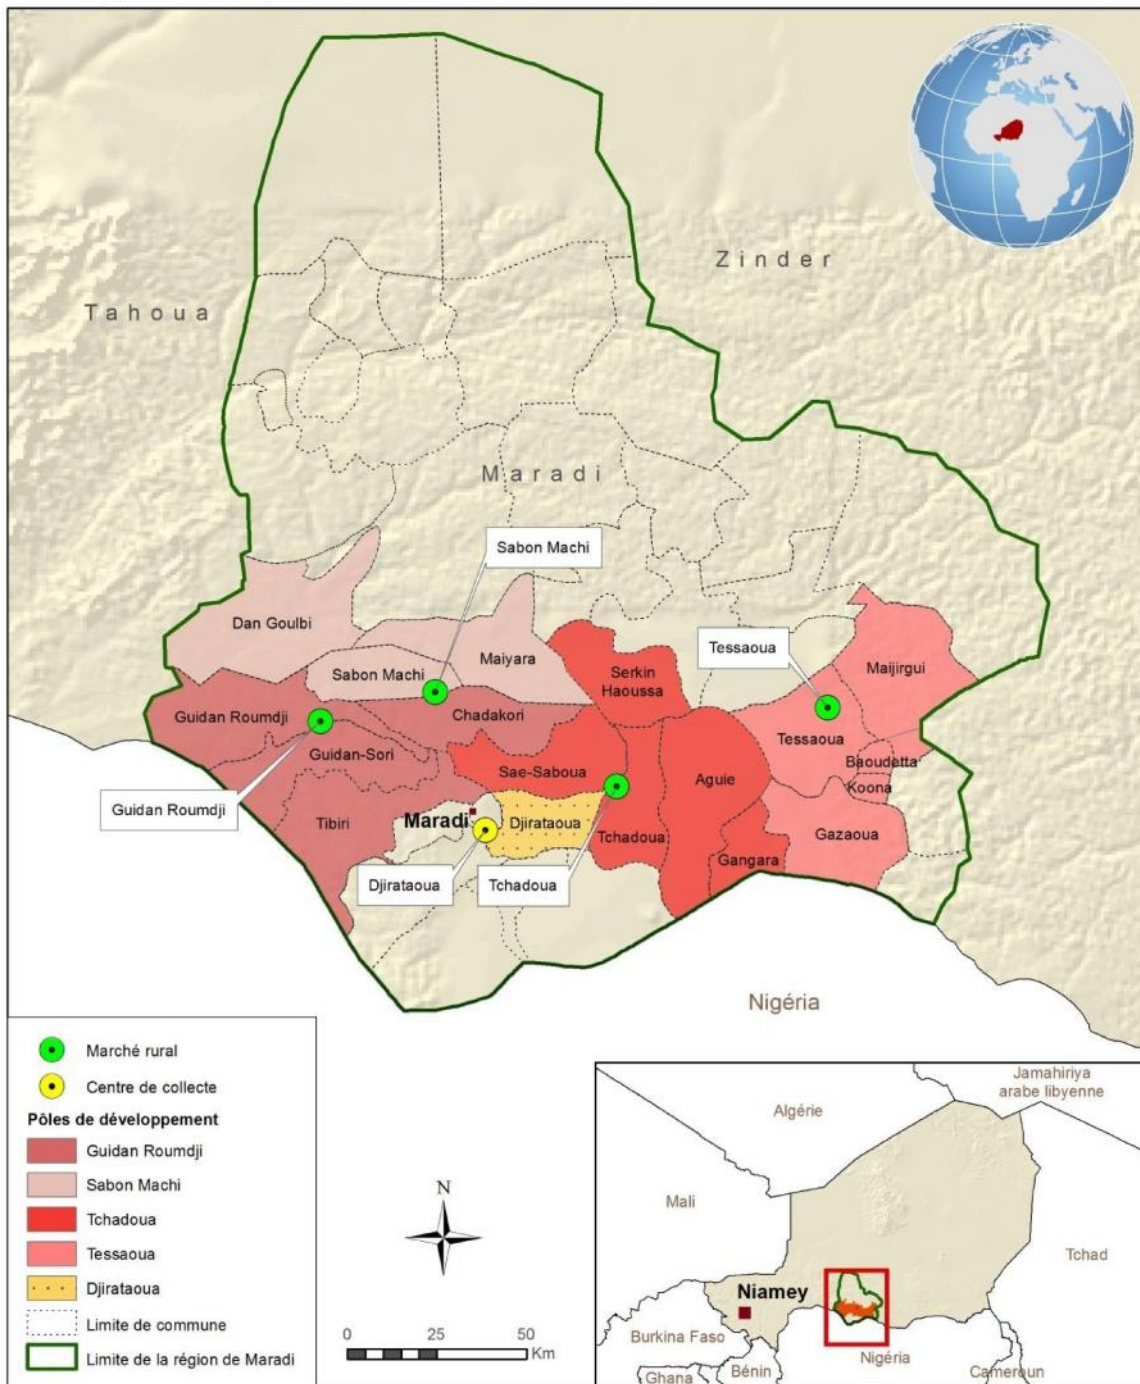 Zinder
Tahoua
Maradi
Sabon Machi
Dan Goulbi
Tessaoua
Maiyara
Sabon Machi
Serkin
Haoussa
Maijirgui
Guidan Roumdji
Chadakori
Tessaoua
Guidan-Sori
Baoudetta
Sae-Saboua
Aguie
Koona
Guidan Roumdji
Maradi
Djirataoua
Tibiri
Tchadoua
Gazaoua
Gangara
Djirataoua
Tchadoua
Nigéria
Marché rural
Centre de collecte
Pôles de développement
Guidan Roumdji
Sabon Machi
Tchadoua
Tessaoua
Djirataoua
Limite de commune
Limite de la région de Maradi
N
0 25 50
Km
Jamahiriya
arabe libyenne
Algérie
Mali
Tchad
Niamey
Burkina Faso
Nigéria
Bénin
Ghana
Cameroun